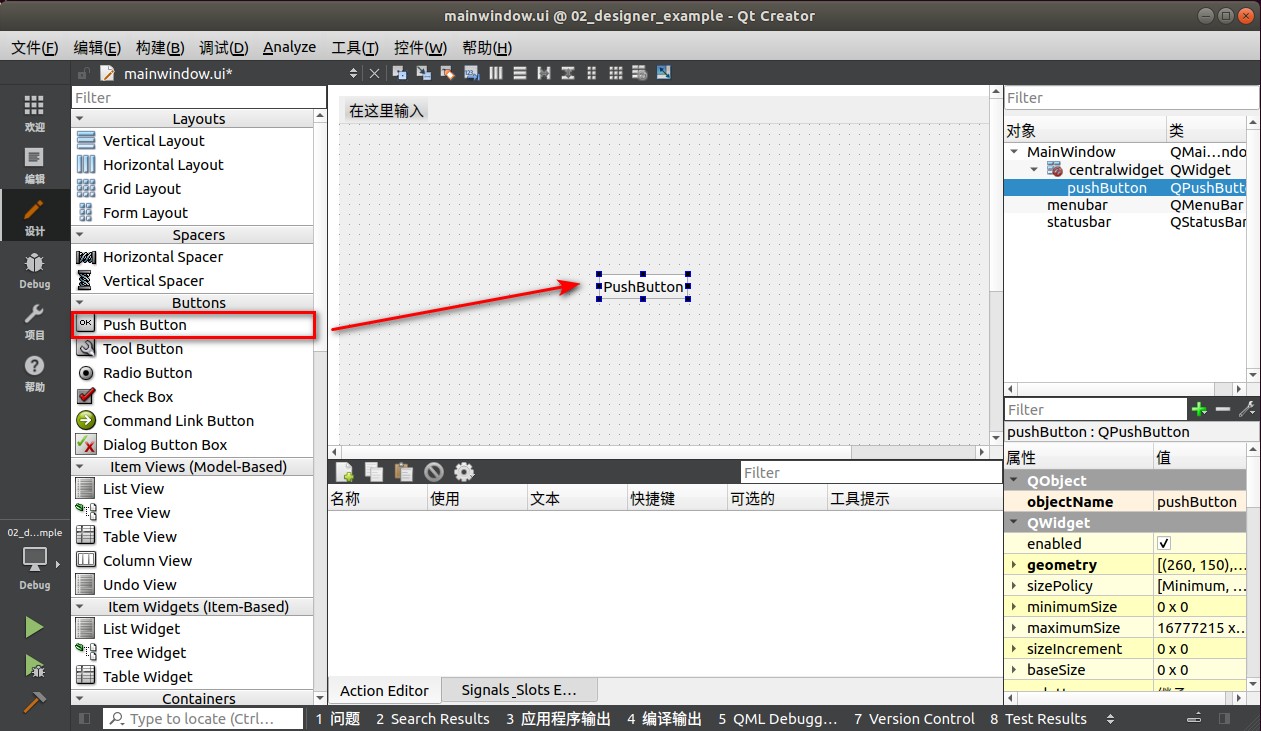 mainwindow.ui @ 02_designer_example - Qt Creator
文件(F) 编辑(E) 构建(B) 调试(D) Analyze 工具(T) 控件(W) 帮助(H)
mainwindow.ui*
欢迎
编辑
设计
Debug
项目
帮助
02_d...mple
Debug
Filter
Layouts
Vertical Layout
Horizontal Layout
Grid Layout
Form Layout
Spacers
Horizontal Spacer
Vertical Spacer
Buttons
OK Push Button
Tool Button
Radio Button
Check Box
Command Link Button
Dialog Button Box
Item Views (Model-Based)
List View
Tree View
Table View
Column View
Undo View
Item Widgets (Item-Based)
List Widget
Tree Widget
Table Widget
Containers
在这里输入
PushButton
Filter
名称 使用 文本 快捷键 可选的 工具提示
Action Editor Signals_Slots E...
Filter
对象 类
MainWindow QMai...ndo
centralwidget QWidget
pushButton QPushButt
menubar QMenuBar
statusbar QStatusBar
Filter
pushButton : QPushButton
属性 值
QObject
objectName pushButton
QWidget
enabled
geometry [(260, 150),...
sizePolicy [Minimum, ...
minimumSize 0 x 0
maximumSize 16777215 x...
sizeIncrement 0 x 0
baseSize 0 x 0
Type to locate (Ctrl... 1 问题 2 Search Results 3 应用程序输出 4 编译输出 5 QML Debugg... 7 Version Control 8 Test Results